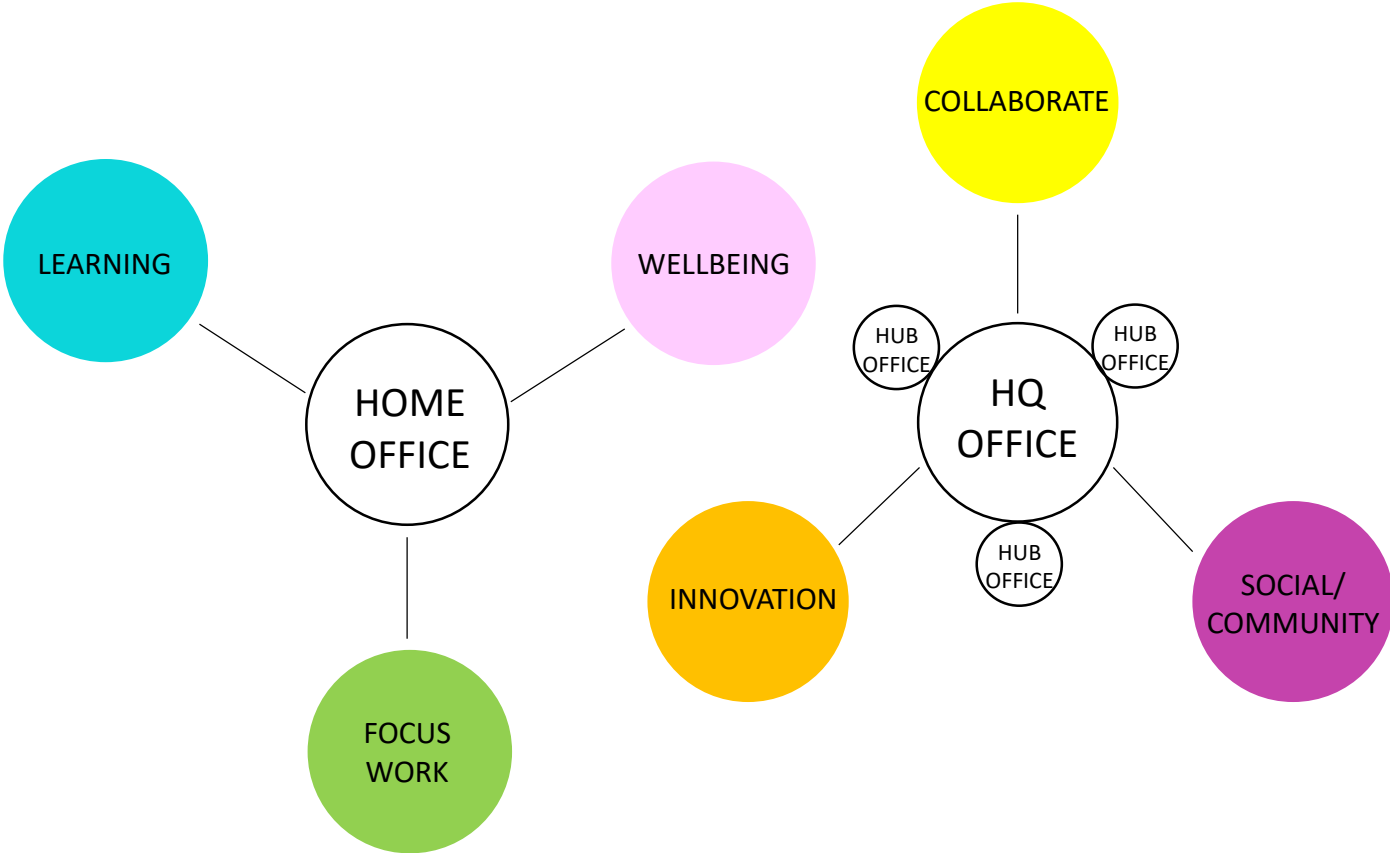 COLLABORATE
LEARNING
WELLBEING
HOME
OFFICE
HUB
OFFICE
HUB
OFFICE
HQ
OFFICE
HUB
OFFICE
INNOVATION
SOCIAL/
COMMUNITY
FOCUS
WORK